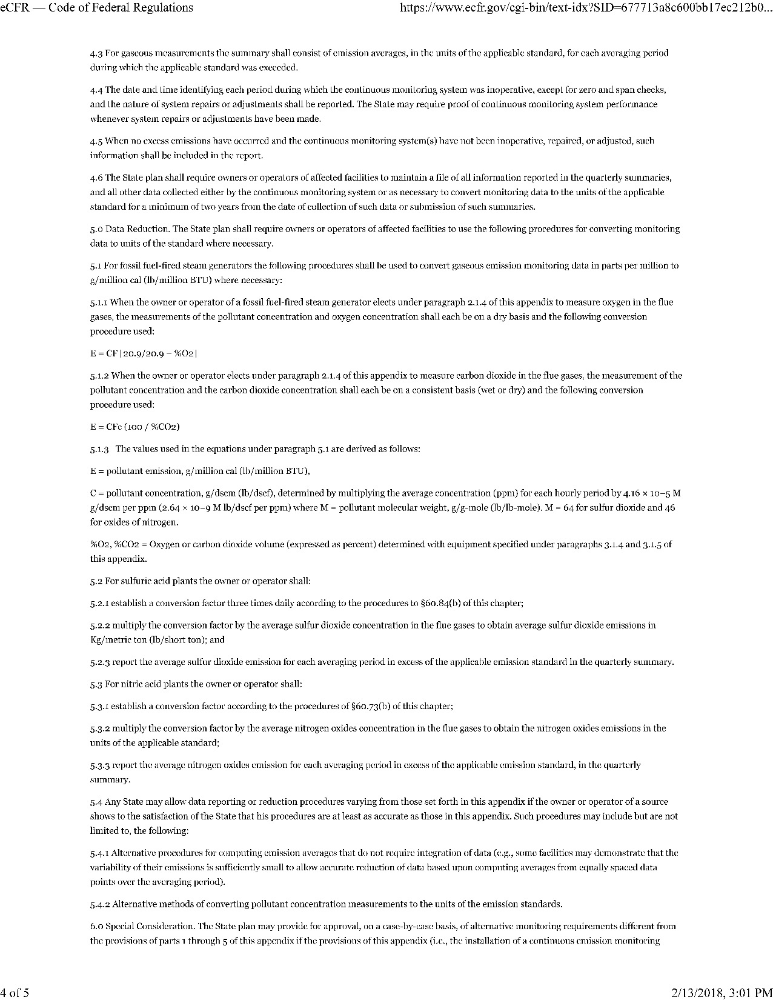 eCFR — Code of Federal Regulations https://www.ecfr.gov/cgi-bin/text-idx?SID=677713a8c600bb17ec212b0...
4.3 For gaseous measurements the summary shall consist of emission averages, in the units of the applicable standard, for each averaging period
during which the applicable standard was exceeded.
4.4 The date and time identifying each period during which the continuous monitoring system was inoperative, except for zero and span checks,
and the nature of system repairs or adjustments shall be reported. The State may require proof of continuous monitoring system performance
whenever system repairs or adjustments have been made.
4.5 When no excess emissions have occurred and the continuous monitoring system(s) have not been inoperative, repaired, or adjusted, such
information shall be included in the report.
4.6 The State plan shall require owners or operators of affected facilities to maintain a file of all information reported in the quarterly summaries,
and all other data collected either by the continuous monitoring system or as necessary to convert monitoring data to the units of the applicable
standard for a minimum of two years from the date of collection of such data or submission of such summaries.
5.0 Data Reduction. The State plan shall require owners or operators of affected facilities to use the following procedures for converting monitoring
data to units of the standard where necessary.
5.1 For fossil fuel-fired steam generators the following procedures shall be used to convert gaseous emission monitoring data in parts per million to
g/million cal (lb/million BTU) where necessary:
5.1.1 When the owner or operator of a fossil fuel-fired steam generator elects under paragraph 2.1.4 of this appendix to measure oxygen in the flue
gases, the measurements of the pollutant concentration and oxygen concentration shall each be on a dry basis and the following conversion
procedure used:
E = CF [20.9/20.9 − %O2]
5.1.2 When the owner or operator elects under paragraph 2.1.4 of this appendix to measure carbon dioxide in the flue gases, the measurement of the
pollutant concentration and the carbon dioxide concentration shall each be on a consistent basis (wet or dry) and the following conversion
procedure used:
E = CFc (100 / %CO2)
5.1.3 The values used in the equations under paragraph 5.1 are derived as follows:
E = pollutant emission, g/million cal (lb/million BTU),
C = pollutant concentration, g/dscm (lb/dscf), determined by multiplying the average concentration (ppm) for each hourly period by 4.16 × 10−5 M
g/dscm per ppm (2.64 × 10−9 M lb/dscf per ppm) where M = pollutant molecular weight, g/g-mole (lb/lb-mole). M = 64 for sulfur dioxide and 46
for oxides of nitrogen.
%O2, %CO2 = Oxygen or carbon dioxide volume (expressed as percent) determined with equipment specified under paragraphs 3.1.4 and 3.1.5 of
this appendix.
5.2 For sulfuric acid plants the owner or operator shall:
5.2.1 establish a conversion factor three times daily according to the procedures to §60.84(b) of this chapter;
5.2.2 multiply the conversion factor by the average sulfur dioxide concentration in the flue gases to obtain average sulfur dioxide emissions in
Kg/metric ton (lb/short ton); and
5.2.3 report the average sulfur dioxide emission for each averaging period in excess of the applicable emission standard in the quarterly summary.
5.3 For nitric acid plants the owner or operator shall:
5.3.1 establish a conversion factor according to the procedures of §60.73(b) of this chapter;
5.3.2 multiply the conversion factor by the average nitrogen oxides concentration in the flue gases to obtain the nitrogen oxides emissions in the
units of the applicable standard;
5.3.3 report the average nitrogen oxides emission for each averaging period in excess of the applicable emission standard, in the quarterly
summary.
5.4 Any State may allow data reporting or reduction procedures varying from those set forth in this appendix if the owner or operator of a source
shows to the satisfaction of the State that his procedures are at least as accurate as those in this appendix. Such procedures may include but are not
limited to, the following:
5.4.1 Alternative procedures for computing emission averages that do not require integration of data (e.g., some facilities may demonstrate that the
variability of their emissions is sufficiently small to allow accurate reduction of data based upon computing averages from equally spaced data
points over the averaging period).
5.4.2 Alternative methods of converting pollutant concentration measurements to the units of the emission standards.
6.0 Special Consideration. The State plan may provide for approval, on a case-by-case basis, of alternative monitoring requirements different from
the provisions of parts 1 through 5 of this appendix if the provisions of this appendix (i.e., the installation of a continuous emission monitoring
4 of 5 2/13/2018, 3:01 PM